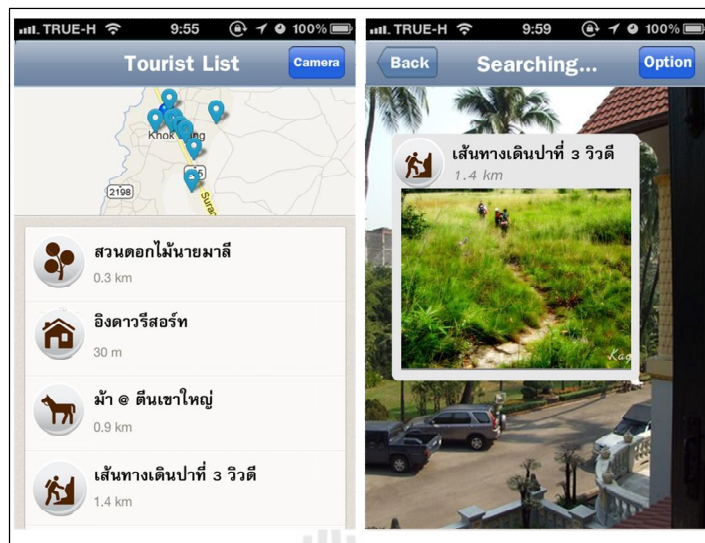 TRUE-H 9:55 100%
Tourist List
Camera
Khok
2198
Sura
สวนดอกไม้นายมาลี
0.3 km
อิงดาวรีสอร์ท
30 m
ม้า @ ตีนเขาใหญ่
0.9 km
เส้นทางเดินปาที่ 3 วิวดี
1.4 km
TRUE-H 9:59 100%
Back
Searching...
Option
เส้นทางเดินปาที่ 3 วิวดี
1.4 km
Kag